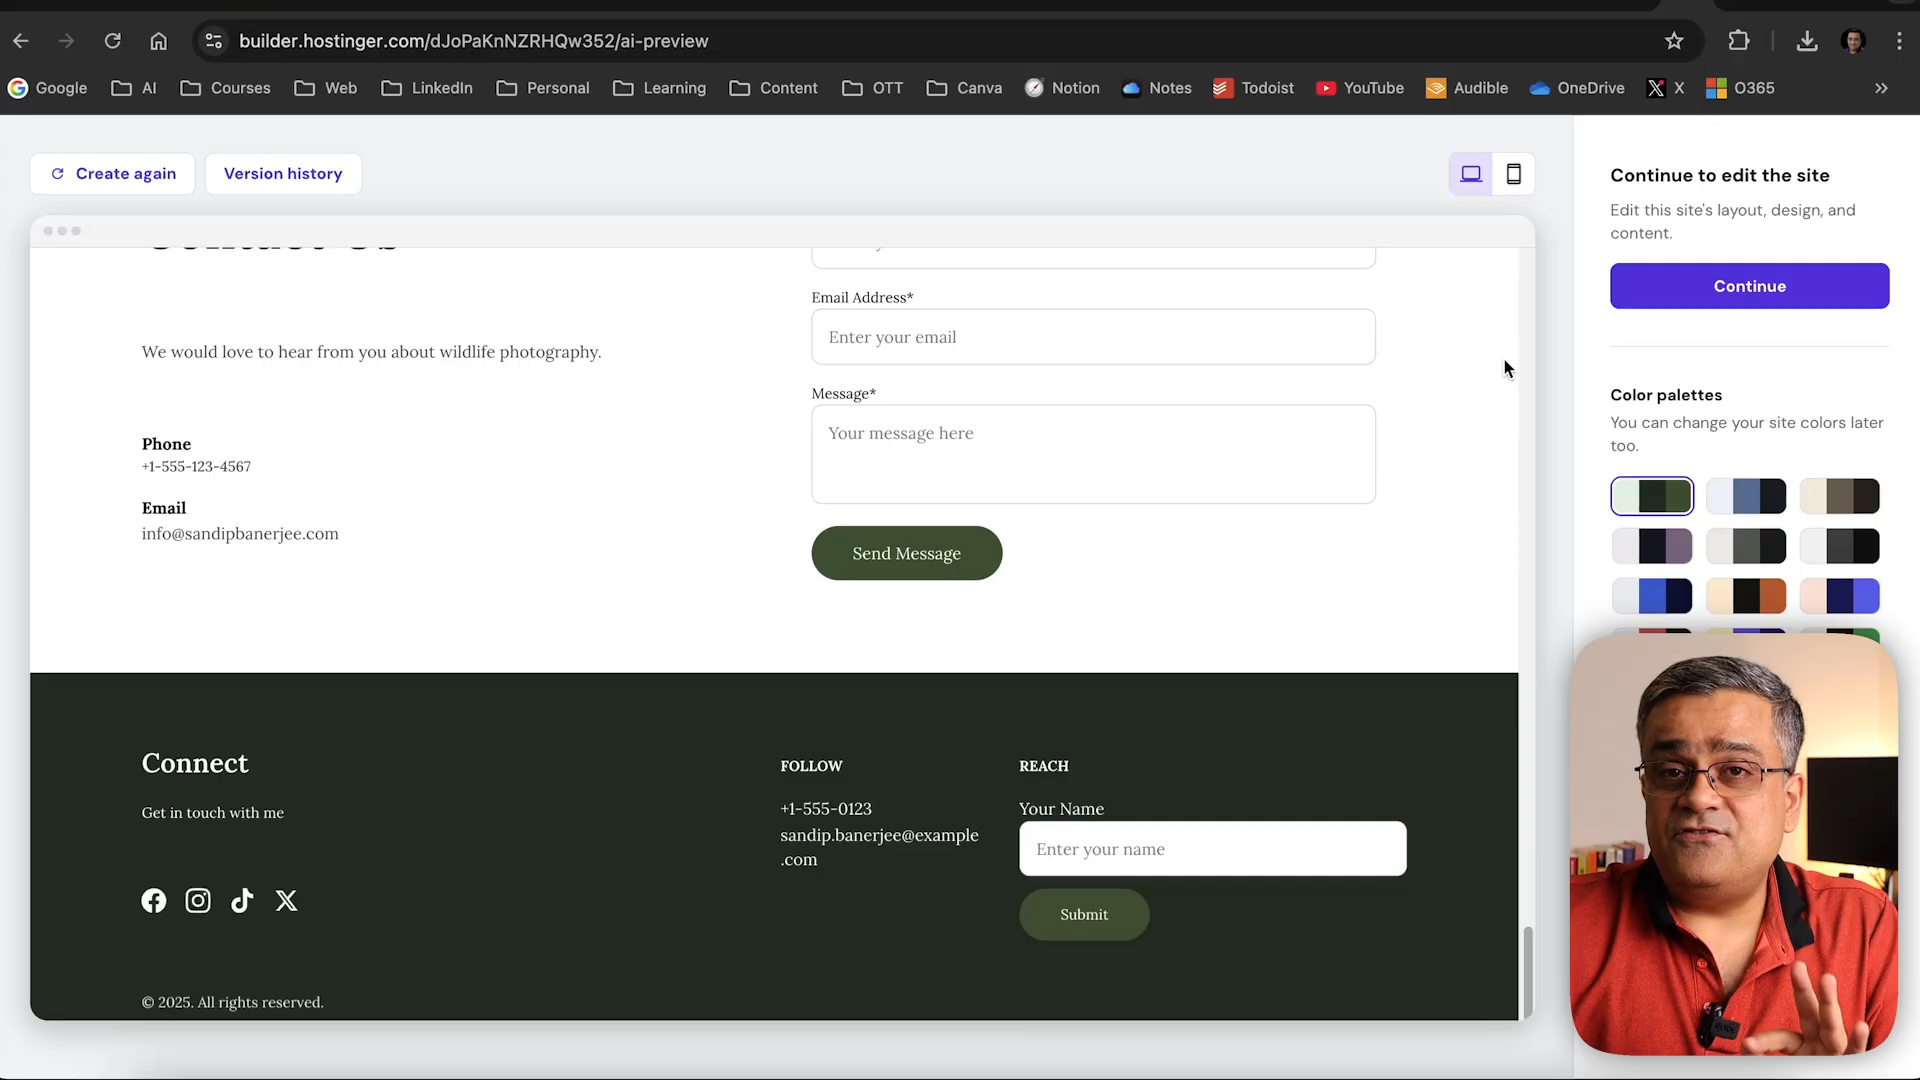 builder.hostinger.com/dJoPaKnNZRHQw352/ai-preview
Google AI Courses Web LinkedIn Personal Learning Content OTT Canva Notion Notes Todoist YouTube Audible OneDrive X O365
Create again
Version history
Continue to edit the site
Edit this site's layout, design, and
content.
Continue
Color palettes
You can change your site colors later
too.
We would love to hear from you about wildlife photography.
Phone
+1-555-123-4567
Email
info@sandipbanerjee.com
Email Address*
Enter your email
Message*
Your message here
Send Message
Connect
Get in touch with me
FOLLOW
+1-555-0123
sandip.banerjee@example
.com
REACH
Your Name
Enter your name
Submit
© 2025. All rights reserved.